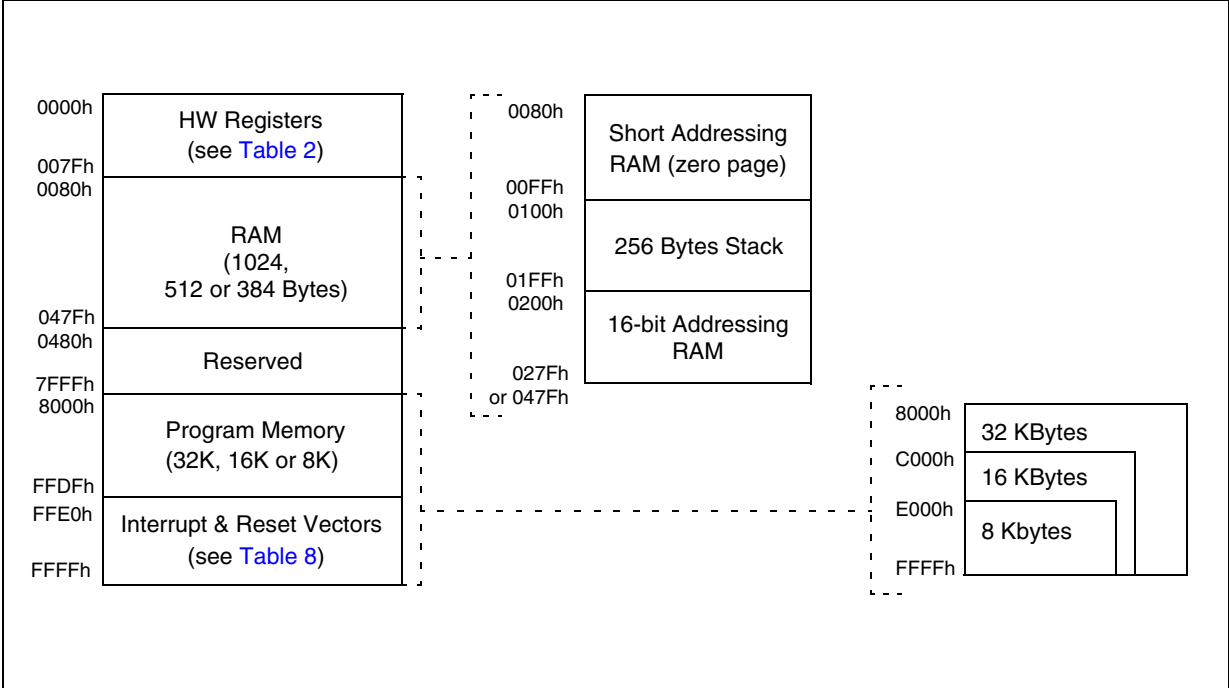 0000h
HW Registers
(see Table 2)
007Fh
0080h
RAM
(1024,
512 or 384 Bytes)
047Fh
0480h
Reserved
7FFFh
8000h
Program Memory
(32K, 16K or 8K)
FFDFh
FFE0h
Interrupt & Reset Vectors
(see Table 8)
FFFFh
0080h
Short Addressing
RAM (zero page)
00FFh
0100h
256 Bytes Stack
01FFh
0200h
16-bit Addressing
RAM
027Fh
or 047Fh
8000h
32 KBytes
C000h
16 KBytes
E000h
8 Kbytes
FFFFh